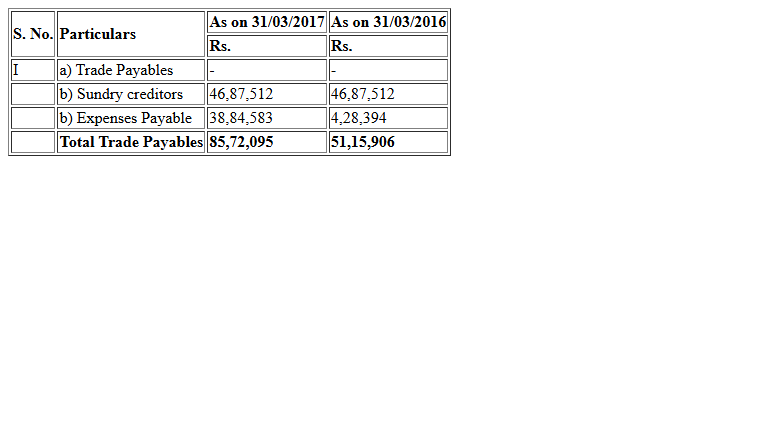 S. No. Particulars As on 31/03/2017 As on 31/03/2016
Rs. Rs.
I a) Trade Payables - -
b) Sundry creditors 46,87,512 46,87,512
b) Expenses Payable 38,84,583 4,28,394
Total Trade Payables 85,72,095 51,15,906